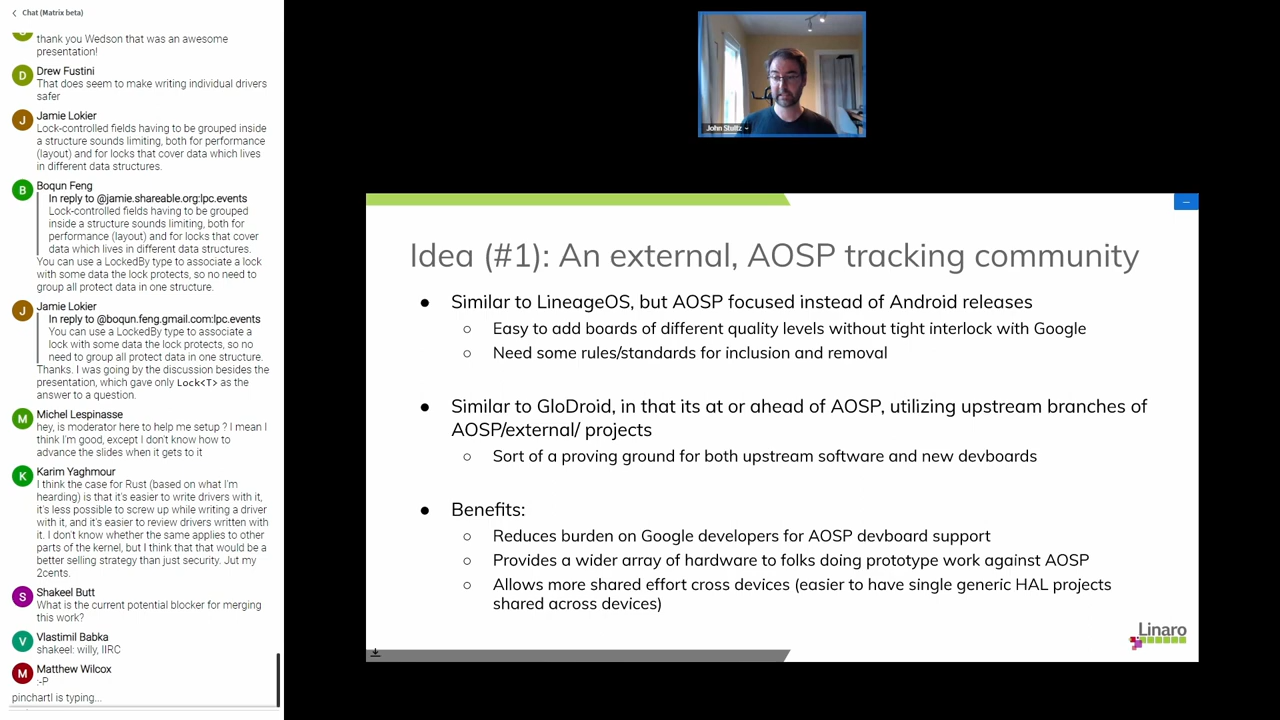 Chat (Matrix beta)
thank you Wedson that was an awesome
presentation!
D
Drew Fustini
That does seem to make writing individual drivers
safer
J
Jamie Lokier
Lock-controlled fields having to be grouped inside
a structure sounds limiting, both for performance
(layout) and for locks that cover data which lives
in different data structures.
B
Boqun Feng
In reply to @jamie.shareable.org:lpc.events
Lock-controlled fields having to be grouped
inside a structure sounds limiting, both for
performance (layout) and for locks that cover
data which lives in different data structures.
You can use a LockedBy type to associate a lock
with some data the lock protects, so no need to
group all protect data in one structure.
J
Jamie Lokier
In reply to @boqun.feng.gmail.com:lpc.events
You can use a LockedBy type to associate a
lock with some data the lock protects, so no
need to group all protect data in one structure.
Thanks. I was going by the discussion besides the
presentation, which gave only Lock<T> as the
answer to a question.
M
Michel Lespinasse
hey, is moderator here to help me setup ? I mean I
think I'm good, except I don't know how to
advance the slides when it gets to it
K
Karim Yaghmour
I think the case for Rust (based on what I'm
hearding) is that it's easier to write drivers with it,
it's less possible to screw up while writing a driver
with it, and it's easier to review drivers written with
it. I don't know whether the same applies to other
parts of the kernel, but I think that that would be a
better selling strategy than just security. Jut my
2cents.
S
Shakeel Butt
What is the current potential blocker for merging
this work?
V
Vlastimil Babka
shakeel: willy, IIRC
M
Matthew Wilcox
:-P
pinchartl is typing...
John Stultz
Idea (#1): An external, AOSP tracking community
● Similar to LineageOS, but AOSP focused instead of Android releases
○ Easy to add boards of different quality levels without tight interlock with Google
○ Need some rules/standards for inclusion and removal
● Similar to GloDroid, in that its at or ahead of AOSP, utilizing upstream branches of
AOSP/external/ projects
○ Sort of a proving ground for both upstream software and new devboards
● Benefits:
○ Reduces burden on Google developers for AOSP devboard support
○ Provides a wider array of hardware to folks doing prototype work against AOSP
○ Allows more shared effort cross devices (easier to have single generic HAL projects
shared across devices)
Linaro